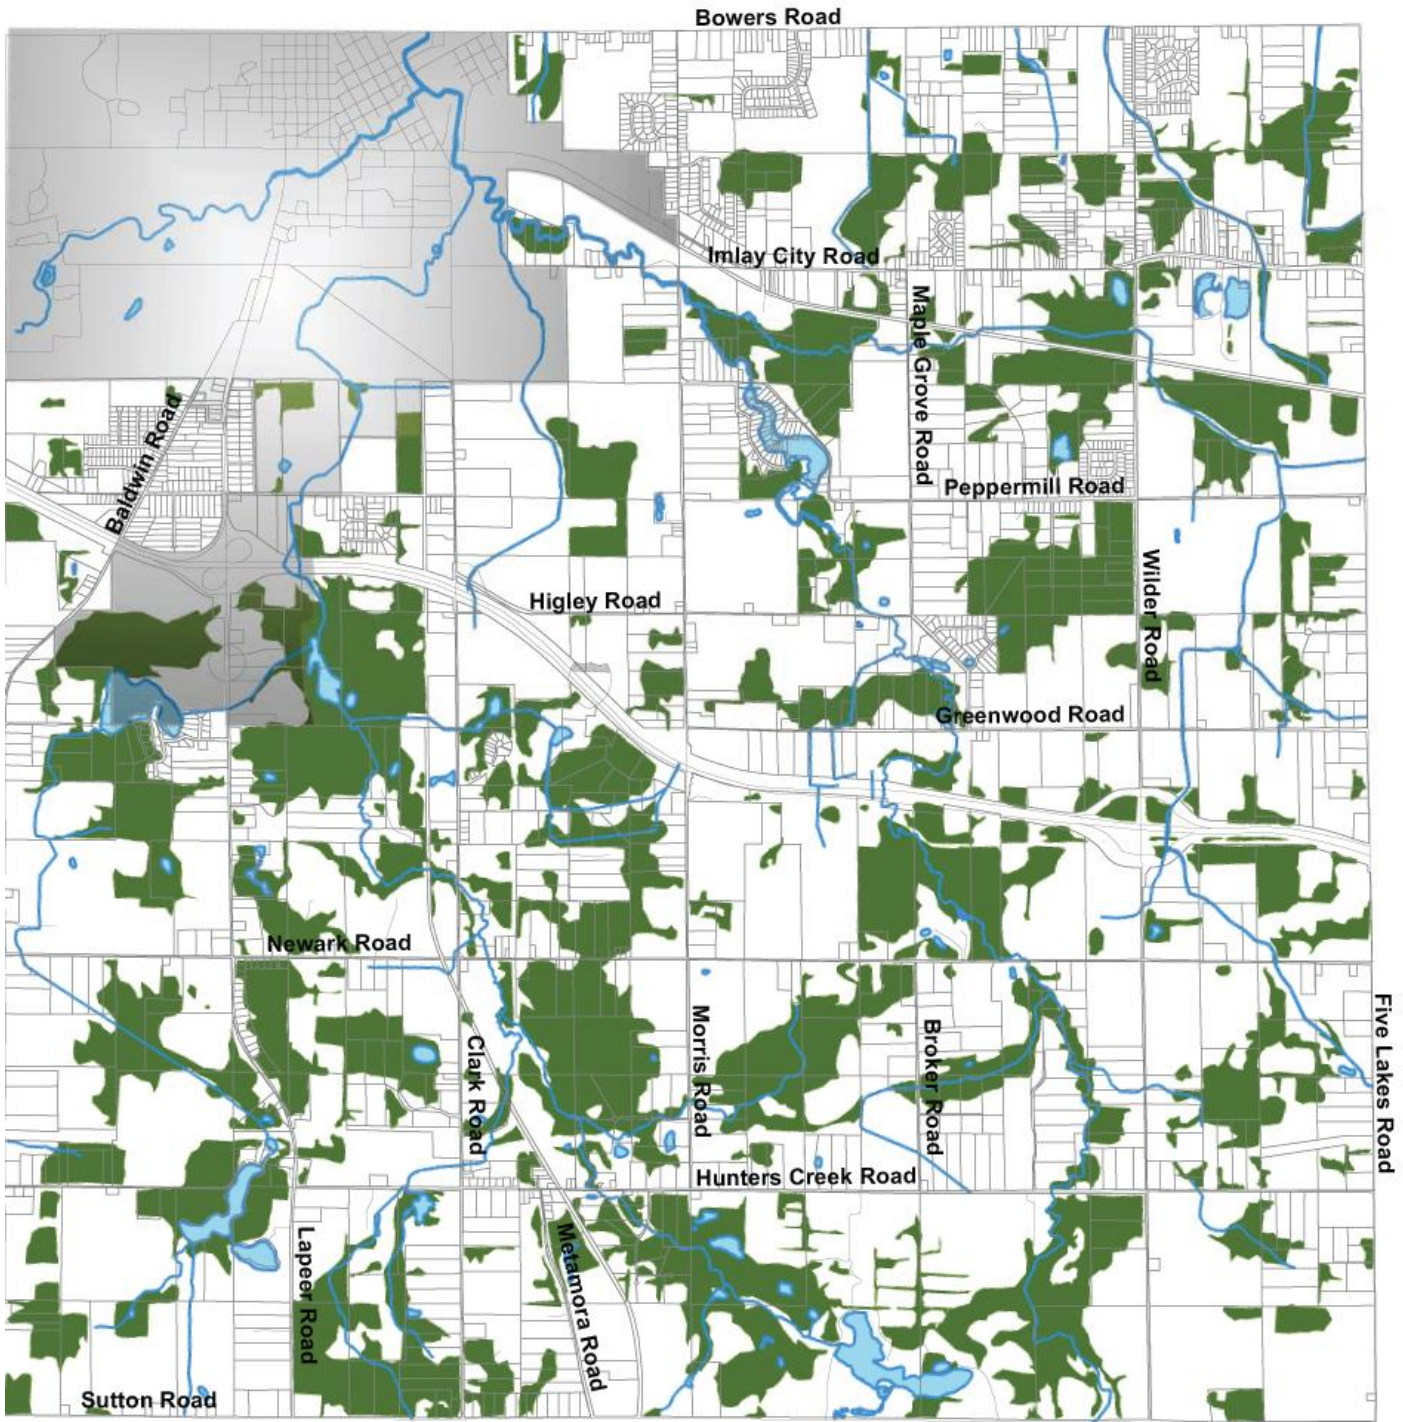 Bowers Road
Imlay City Road
Maple Grove Road
Baldwin Road
Peppermill Road
Wilder Road
Higley Road
Greenwood Road
Newark Road
Five Lakes Road
Morris Road
Broker Road
Clark Road
Hunters Creek Road
Lapeer Road
Metamora Road
Sutton Road